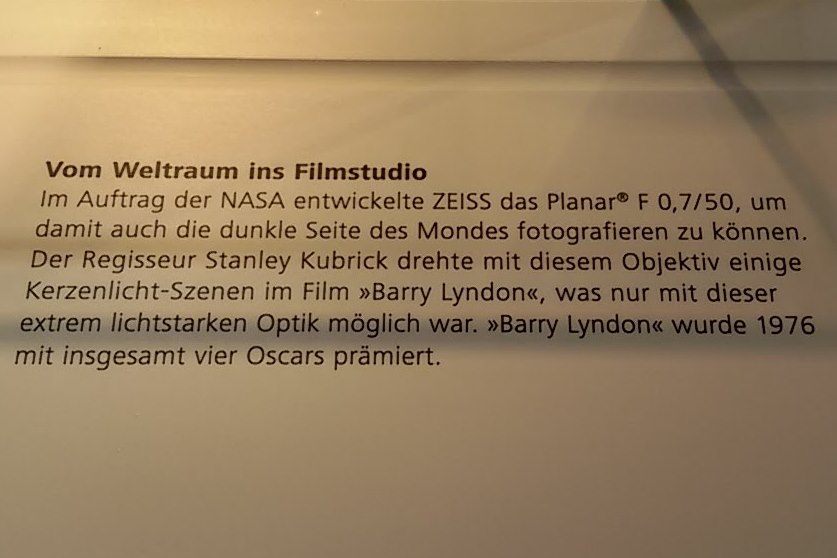 Vom Weltraum ins Filmstudio
Im Auftrag der NASA entwickelte ZEISS das Planar® F 0,7/50, um
damit auch die dunkle Seite des Mondes fotografieren zu können.
Der Regisseur Stanley Kubrick drehte mit diesem Objektiv einige
Kerzenlicht-Szenen im Film »Barry Lyndon«, was nur mit dieser
extrem lichtstarken Optik möglich war. »Barry Lyndon« wurde 1976
mit insgesamt vier Oscars prämiert.